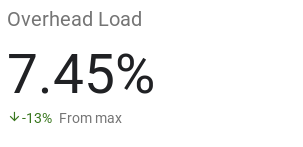 Overhead Load
7.45%
↓-13% From max